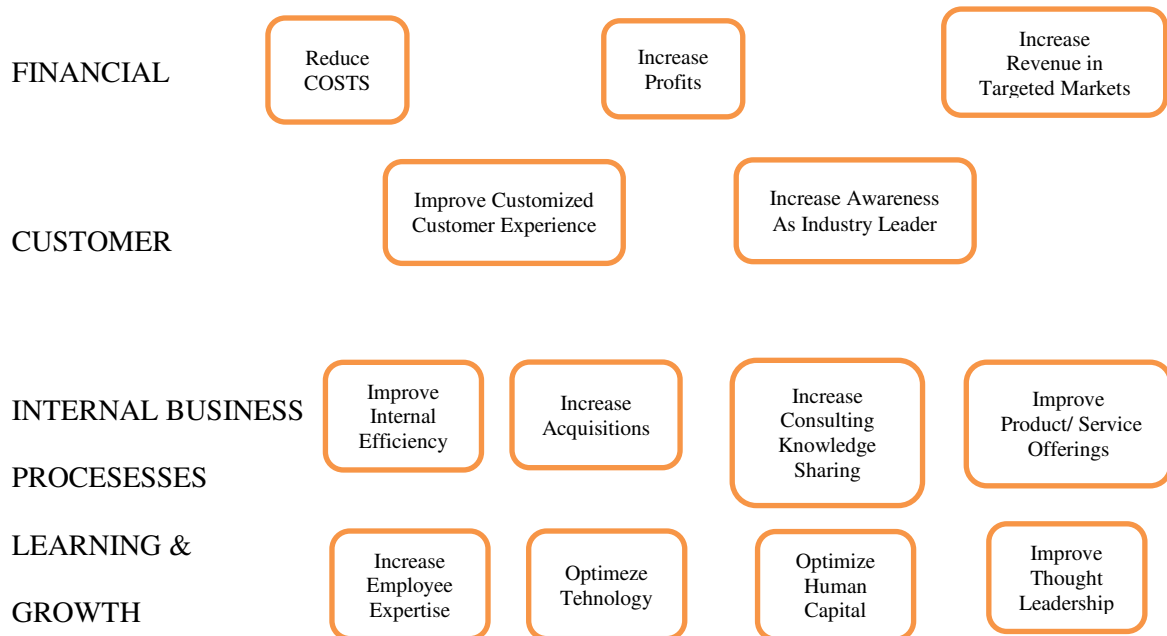 FINANCIAL
Reduce
COSTS
Increase
Profits
Increase
Revenue in
Targeted Markets
CUSTOMER
Improve Customized
Customer Experience
Increase Awareness
As Industry Leader
INTERNAL BUSINESS
PROCESESSES
Improve
Internal
Efficiency
Increase
Acquisitions
Increase
Consulting
Knowledge
Sharing
Improve
Product/ Service
Offerings
LEARNING &
GROWTH
Increase
Employee
Expertise
Optimeze
Tehnology
Optimize
Human
Capital
Improve
Thought
Leadership